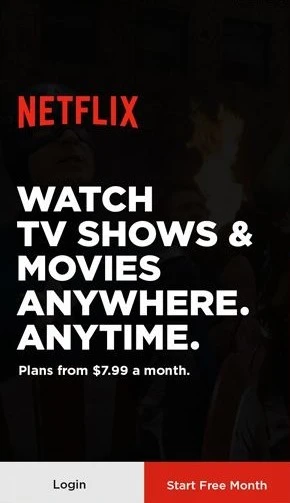 NETFLIX
WATCH
TV SHOWS &
MOVIES
ANYWHERE.
ANYTIME.
Plans from $7.99 a month.
Login
Start Free Month